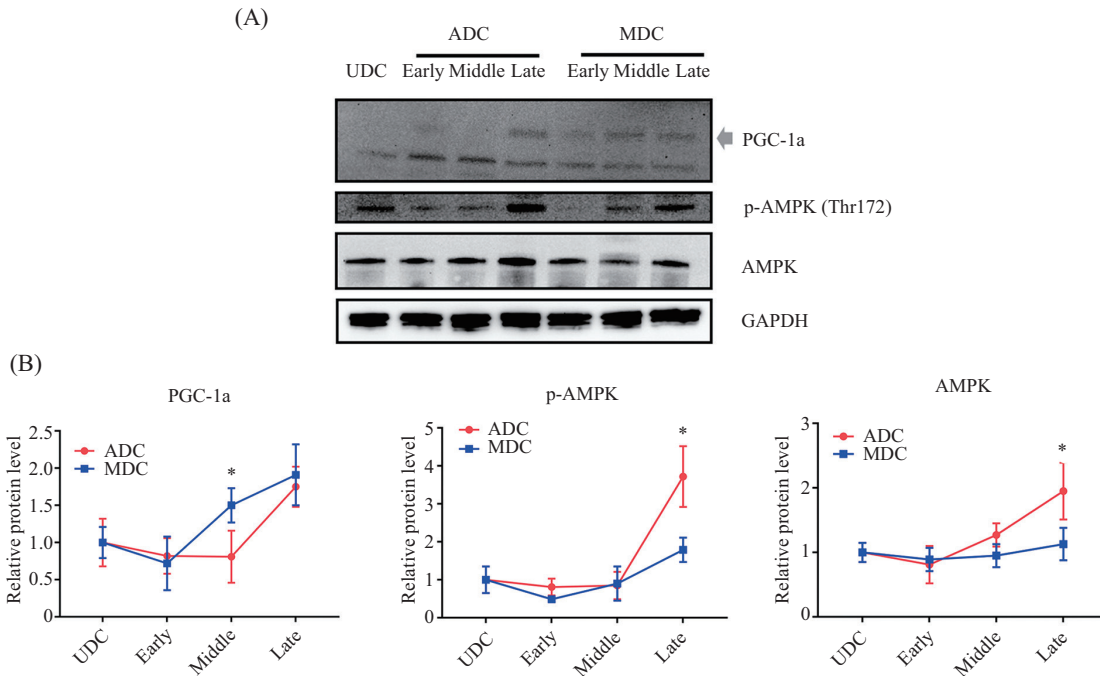 (A)
ADC MDC
UDC Early Middle Late Early Middle Late
PGC-1a
p-AMPK (Thr172)
AMPK
GAPDH
(B)
PGC-1a
Relative protein level
2.5
2.0
1.5
1.0
0.5
0
ADC
MDC
*
UDC Early Middle Late
p-AMPK
Relative protein level
5
4
3
2
1
0
ADC
MDC
*
UDC Early Middle Late
AMPK
Relative protein level
3
2
1
0
ADC
MDC
*
UDC Early Middle Late